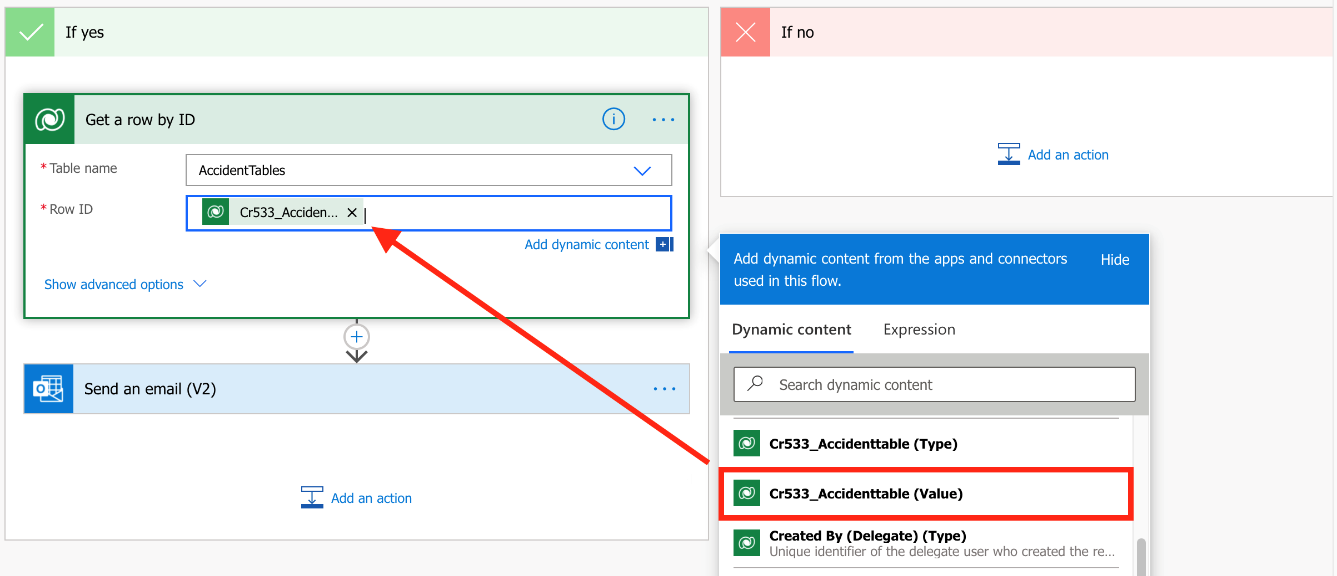 If yes
If no
Get a row by ID
* Table name
AccidentTables
* Row ID
Cr533_Acciden...
Add dynamic content
Show advanced options
Send an email (V2)
Add an action
Add an action
Add dynamic content from the apps and connectors
used in this flow.
Hide
Dynamic content
Expression
Search dynamic content
Cr533_Accidenttable (Type)
Cr533_Accidenttable (Value)
Created By (Delegate) (Type)
Unique identifier of the delegate user who created the re...